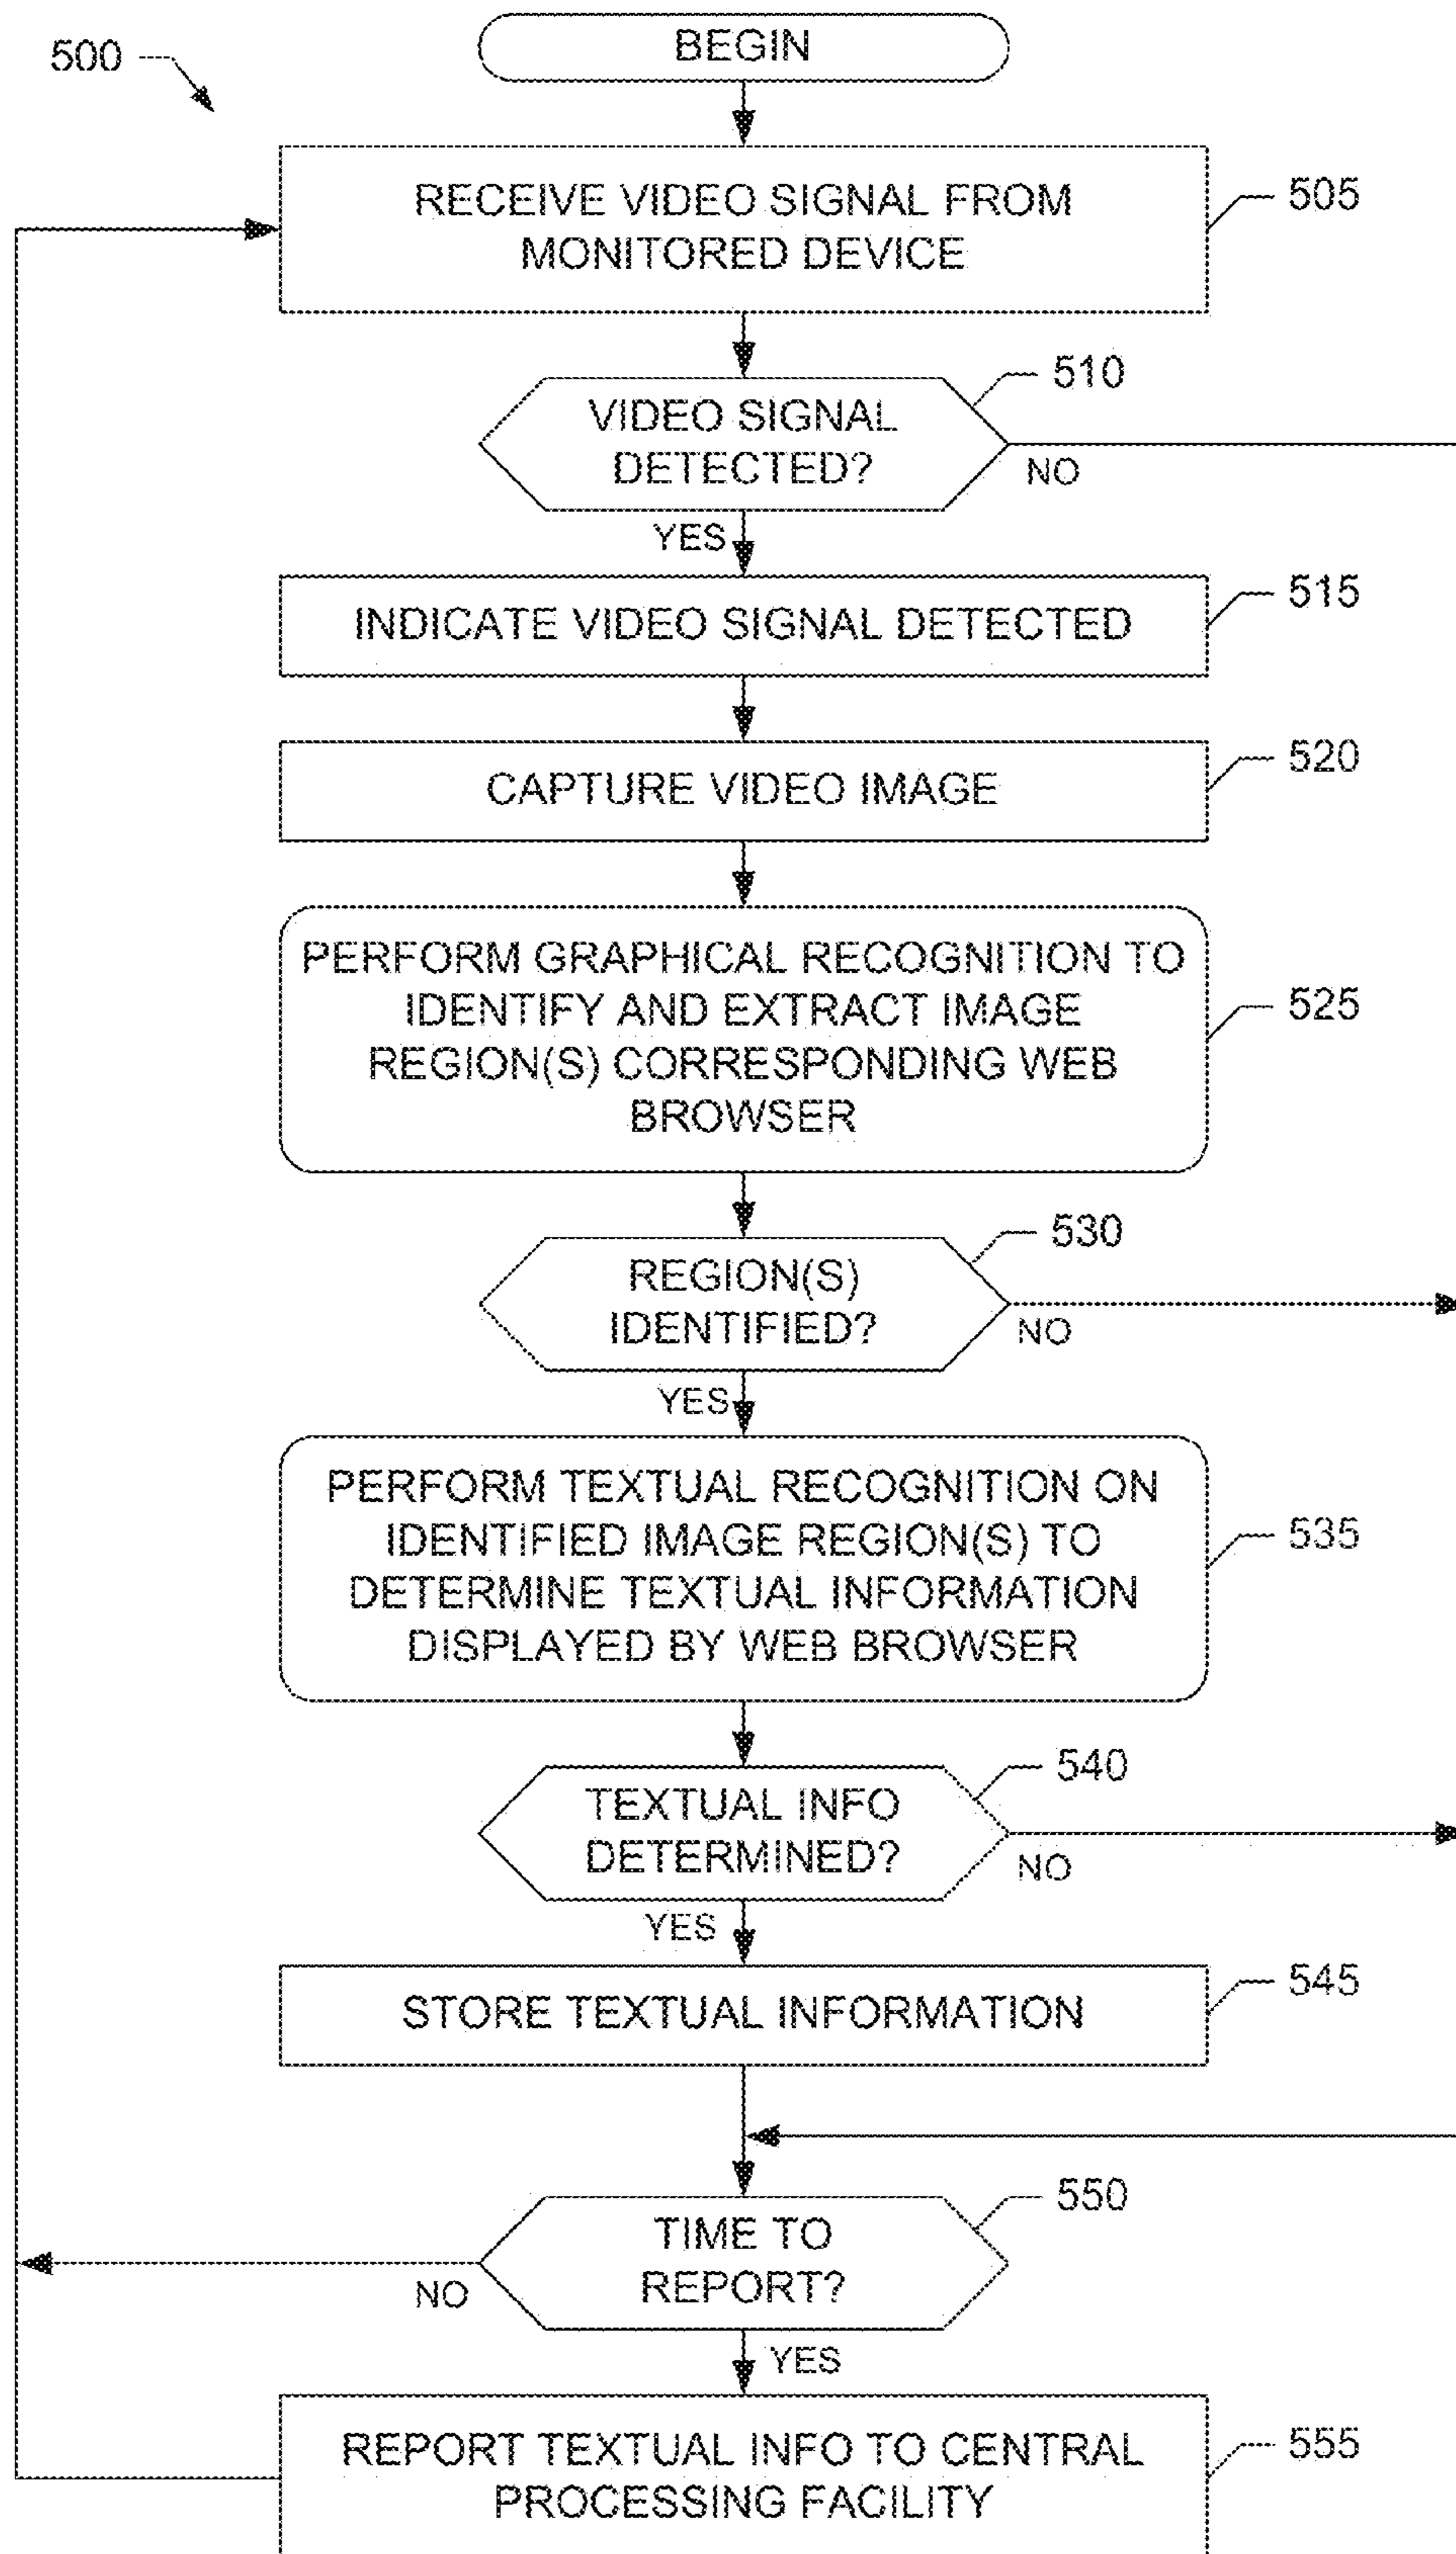 500
BEGIN
RECEIVE VIDEO SIGNAL FROM
MONITORED DEVICE
505
510
VIDEO SIGNAL
DETECTED?
NO
YES
INDICATE VIDEO SIGNAL DETECTED
515
CAPTURE VIDEO IMAGE
520
PERFORM GRAPHICAL RECOGNITION TO
IDENTIFY AND EXTRACT IMAGE
REGION(S) CORRESPONDING WEB
BROWSER
525
530
REGION(S)
IDENTIFIED?
NO
YES
PERFORM TEXTUAL RECOGNITION ON
IDENTIFIED IMAGE REGION(S) TO
DETERMINE TEXTUAL INFORMATION
DISPLAYED BY WEB BROWSER
535
540
TEXTUAL INFO
DETERMINED?
NO
YES
STORE TEXTUAL INFORMATION
545
550
TIME TO
REPORT?
NO
YES
REPORT TEXTUAL INFO TO CENTRAL
PROCESSING FACILITY
555